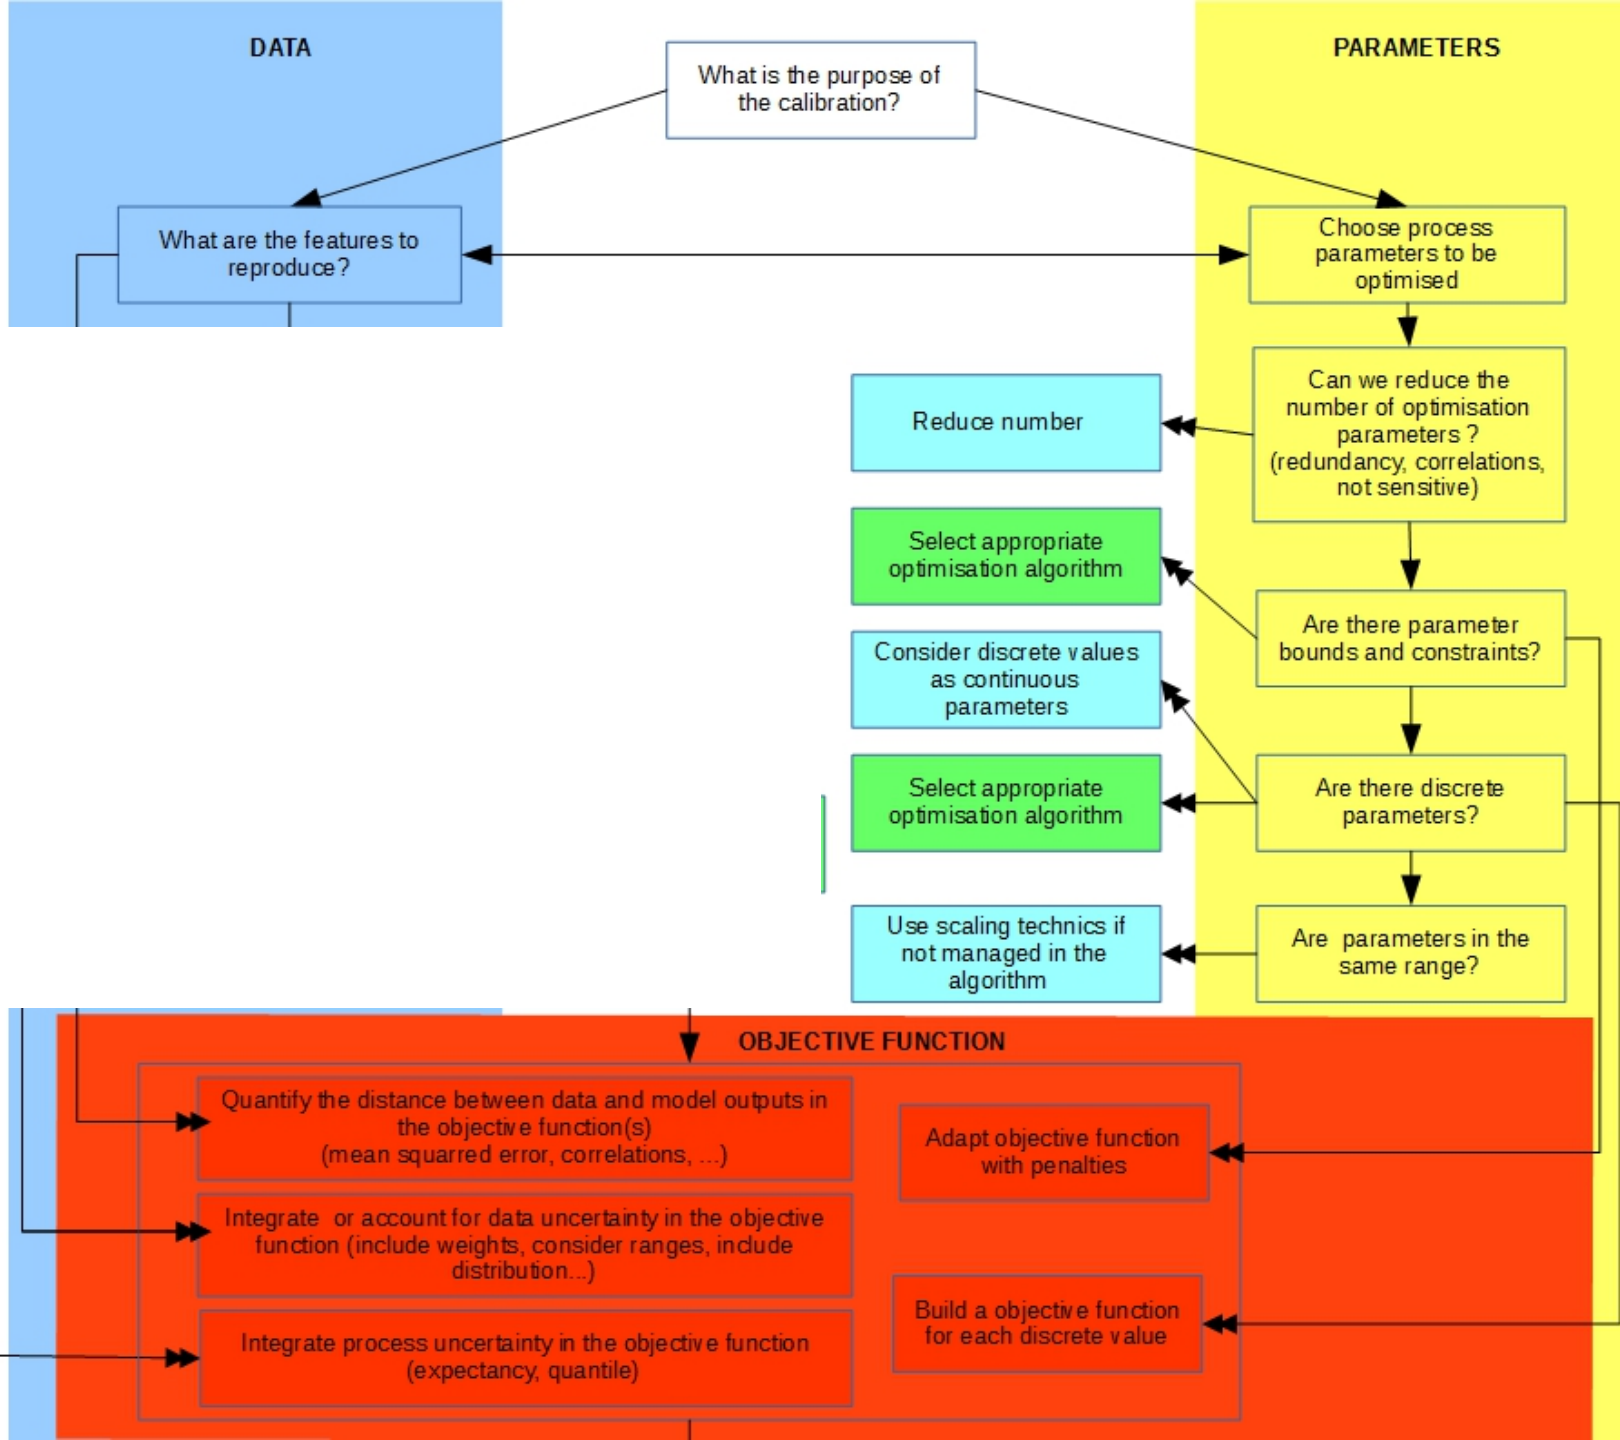 DATA
What is the purpose of
the calibration?
PARAMETERS
What are the features to
reproduce?
Choose process
parameters to be
optimised
Can we reduce the
number of optimisation
parameters ?
(redundancy, correlations,
not sensitive)
Reduce number
Select appropriate
optimisation algorithm
Are there parameter
bounds and constraints?
Consider discrete values
as continuous
parameters
Select appropriate
optimisation algorithm
Are there discrete
parameters?
Use scaling technics if
not managed in the
algorithm
Are  parameters in the
same range?
OBJECTIVE FUNCTION
Quantify the distance between data and model outputs in
the objective function(s)
(mean squarred error, correlations, ...)
Adapt objective function
with penalties
Integrate  or account for data uncertainty in the objective
function (include weights, consider ranges, include
distribution...)
Build a objective function
for each discrete value
Integrate process uncertainty in the objective function
(expectancy, quantile)